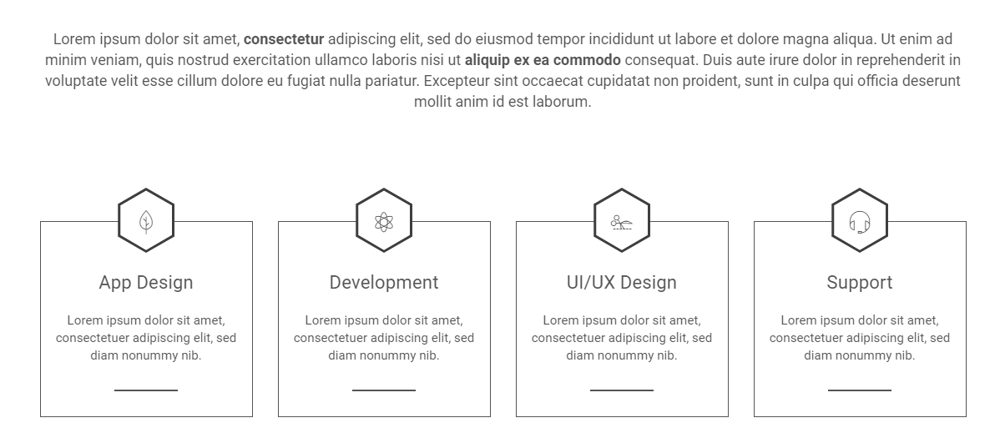 Lorem ipsum dolor sit amet, consectetur adipiscing elit, sed do eiusmod tempor incididunt ut labore et dolore magna aliqua. Ut enim ad
minim veniam, quis nostrud exercitation ullamco laboris nisi ut aliquip ex ea commodo consequat. Duis aute irure dolor in reprehenderit in
voluptate velit esse cillum dolore eu fugiat nulla pariatur. Excepteur sint occaecat cupidatat non proident, sunt in culpa qui officia deserunt
mollit anim id est laborum.
App Design
Lorem ipsum dolor sit amet,
consectetuer adipiscing elit, sed
diam nonummy nib.
Development
Lorem ipsum dolor sit amet,
consectetuer adipiscing elit, sed
diam nonummy nib.
UI/UX Design
Lorem ipsum dolor sit amet,
consectetuer adipiscing elit, sed
diam nonummy nib.
Support
Lorem ipsum dolor sit amet,
consectetuer adipiscing elit, sed
diam nonummy nib.